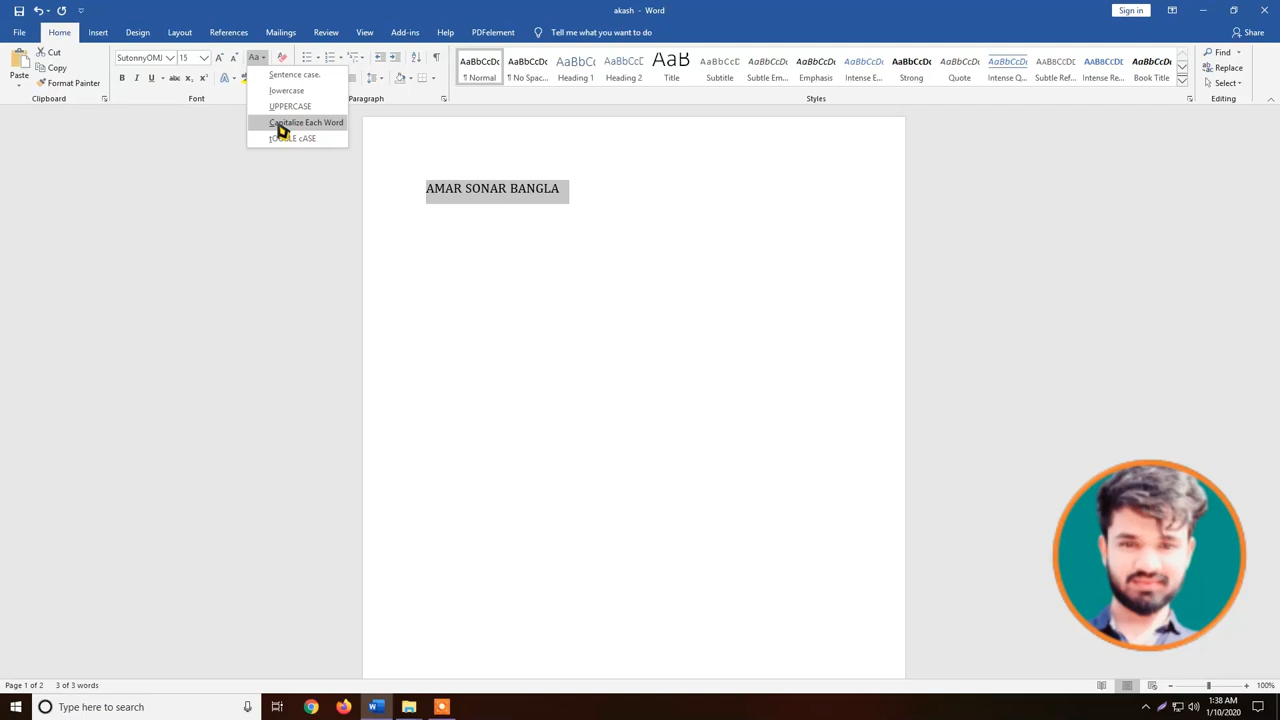 akash - Word
Sign in
File Home Insert Design Layout References Mailings Review View Add-ins Help PDFelement Tell me what you want to do Share
Paste
Cut
Copy
Format Painter
Clipboard
SutonnyOMJ 15 Aa
B I U abc x₂ x²
Font
Sentence case.
lowercase
UPPERCASE
Capitalize Each Word
tOGGLE cASE
Paragraph
AaBbCcDc AaBbCcDc AaBbC AaBbCcC AaB AaBbCcC AaBbCcDc AaBbCcDc AaBbCcDc AaBbCcDc AaBbCcDc AaBbCcDc AABBCCDC AaBbCcDc
¶ Normal ¶ No Spac... Heading 1 Heading 2 Title Subtitle Subtle Em... Emphasis Intense E... Strong Quote Intense Q... Subtle Ref... Intense Re... Book Title
Styles
Find
Replace
Select
Editing
AMAR SONAR BANGLA
Page 1 of 2 3 of 3 words
100%
Type here to search
1:38 AM
1/10/2020